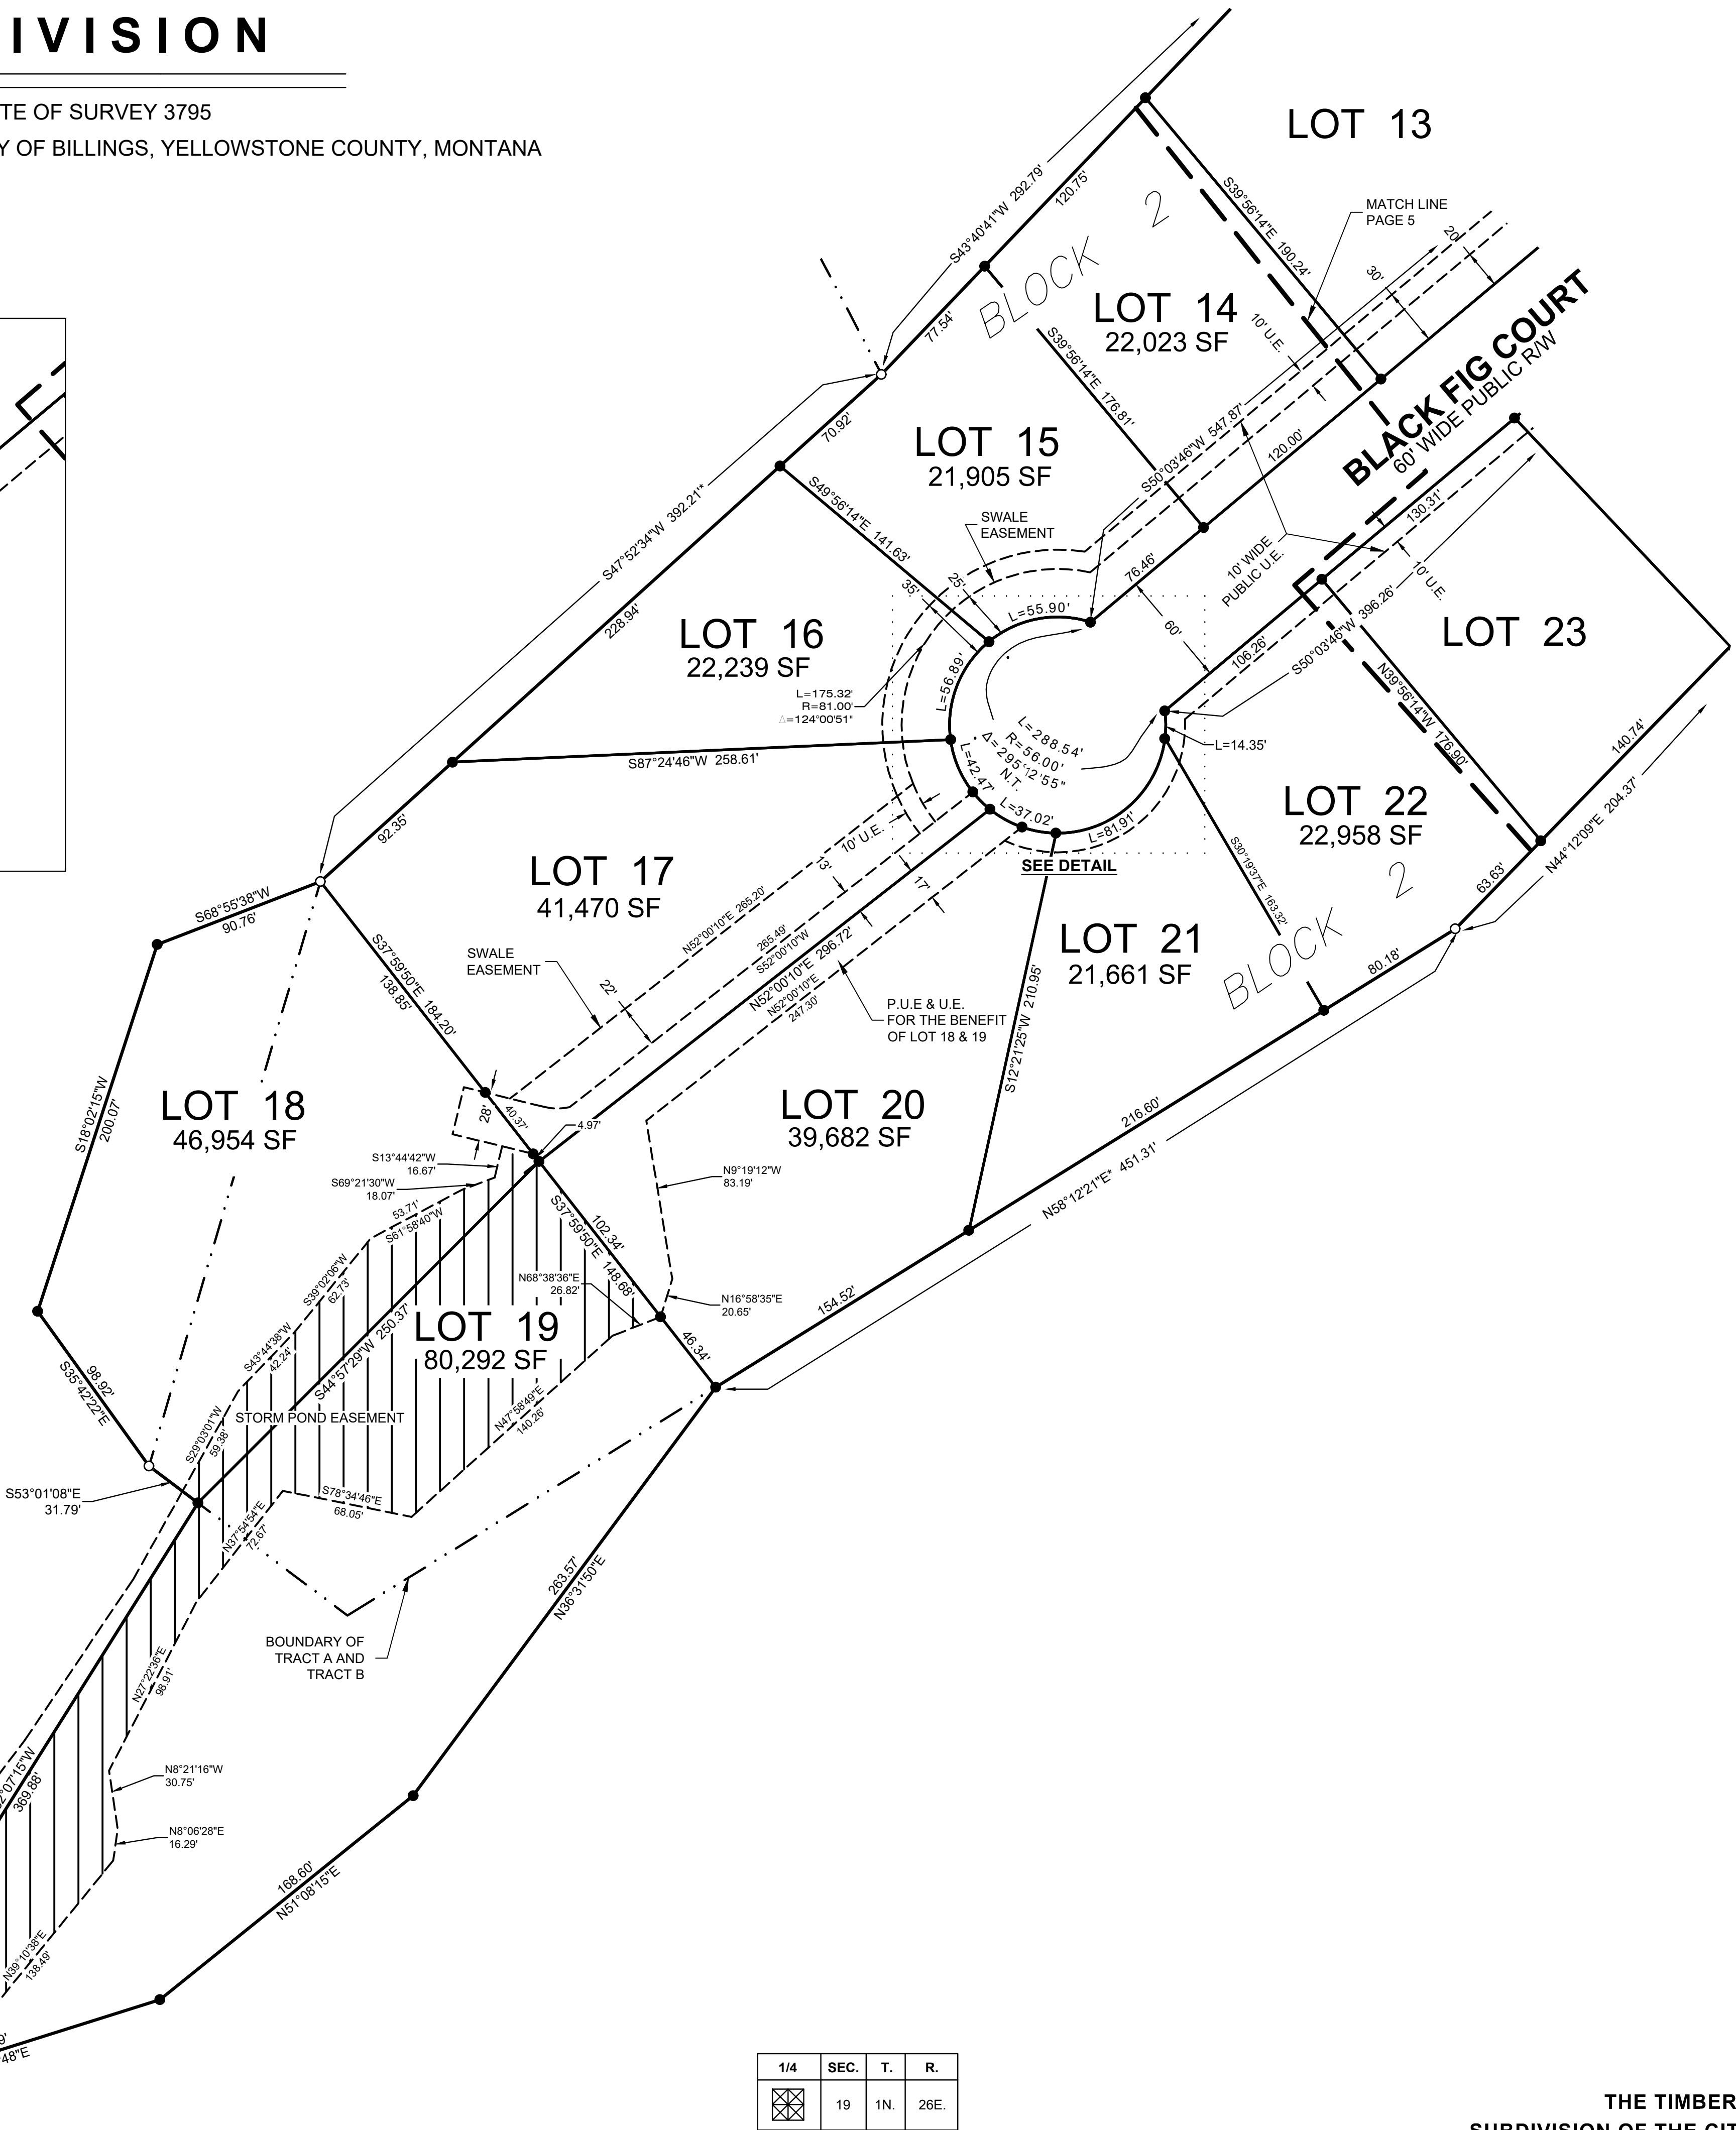 IVISION
TE OF SURVEY 3795
Y OF BILLINGS, YELLOWSTONE COUNTY, MONTANA
LOT 13
S43°40'41"W 292.79'
120.75'
77.54'
S39°56'14"E 190.24'
MATCH LINE
PAGE 5
20'
30'
BLOCK 2
LOT 14
22,023 SF
10' U.E.
S39°56'14"E 176.81'
BLACK FIG COURT
60' WIDE PUBLIC R/W
S50°03'46"W 547.87'
120.00'
70.92'
LOT 15
21,905 SF
S49°56'14"E 141.63'
SWALE
EASEMENT
S47°52'34"W 392.21'*
228.94'
130.31'
10' WIDE
PUBLIC U.E.
10' U.E.
76.46'
60'
106.26'
S50°03'46"W 396.26'
LOT 23
25'
35'
L=55.90'
LOT 16
22,239 SF
L=56.89'
L=175.32'
R=81.00'
Δ=124°00'51"
L=288.54'
R=56.00'
Δ=295°12'55"
N.T.
L=14.35'
N39°56'14"W 176.90'
140.74'
S87°24'46"W 258.61'
L=42.47'
L=37.02'
L=81.91'
SEE DETAIL
LOT 22
22,958 SF
N44°12'09"E 204.37'
63.63'
92.35'
10' U.E.
13'
17'
LOT 17
41,470 SF
S30°19'37"E 163.32'
BLOCK 2
S68°55'38"W
90.76'
N52°00'10"E 265.20'
265.49'
S52°00'10"W
N52°00'10"E 296.72'
N52°00'10"E
247.30'
LOT 21
21,661 SF
80.18'
SWALE
EASEMENT
22'
S37°59'50"E 184.20'
138.85'
P.U.E & U.E.
FOR THE BENEFIT
OF LOT 18 & 19
S12°21'25"W 210.95'
S18°02'15"W
200.07'
LOT 18
46,954 SF
28'
40.37'
4.97'
LOT 20
39,682 SF
216.60'
N58°12'21"E* 451.31'
S13°44'42"W
16.67'
S69°21'30"W
18.07'
N9°19'12"W
83.19'
53.71'
S61°58'40"W
102.34'
S37°59'50"E 148.68'
S39°02'06"W
62.73'
N68°38'36"E
26.82'
N16°58'35"E
20.65'
154.52'
46.34'
S43°44'38"W
42.24'
S44°57'29"W 250.37'
LOT 19
80,292 SF
98.92'
S35°42'22"E
STORM POND EASEMENT
S29°03'01"W
59.38'
N47°58'49"E
140.26'
S53°01'08"E
31.79'
S78°34'46"E
68.05'
N37°54'54"E
72.67'
263.57'
N36°31'50"E
BOUNDARY OF
TRACT A AND
TRACT B
N27°22'36"E
98.91'
2°07'15"W
369.88'
N8°21'16"W
30.75'
N8°06'28"E
16.29'
168.60'
N51°08'15"E
N39°10'38"E
138.49'
9'
48"E
1/4 SEC. T. R.
19 1N. 26E.
THE TIMBER
SUBDIVISION OF THE CIT